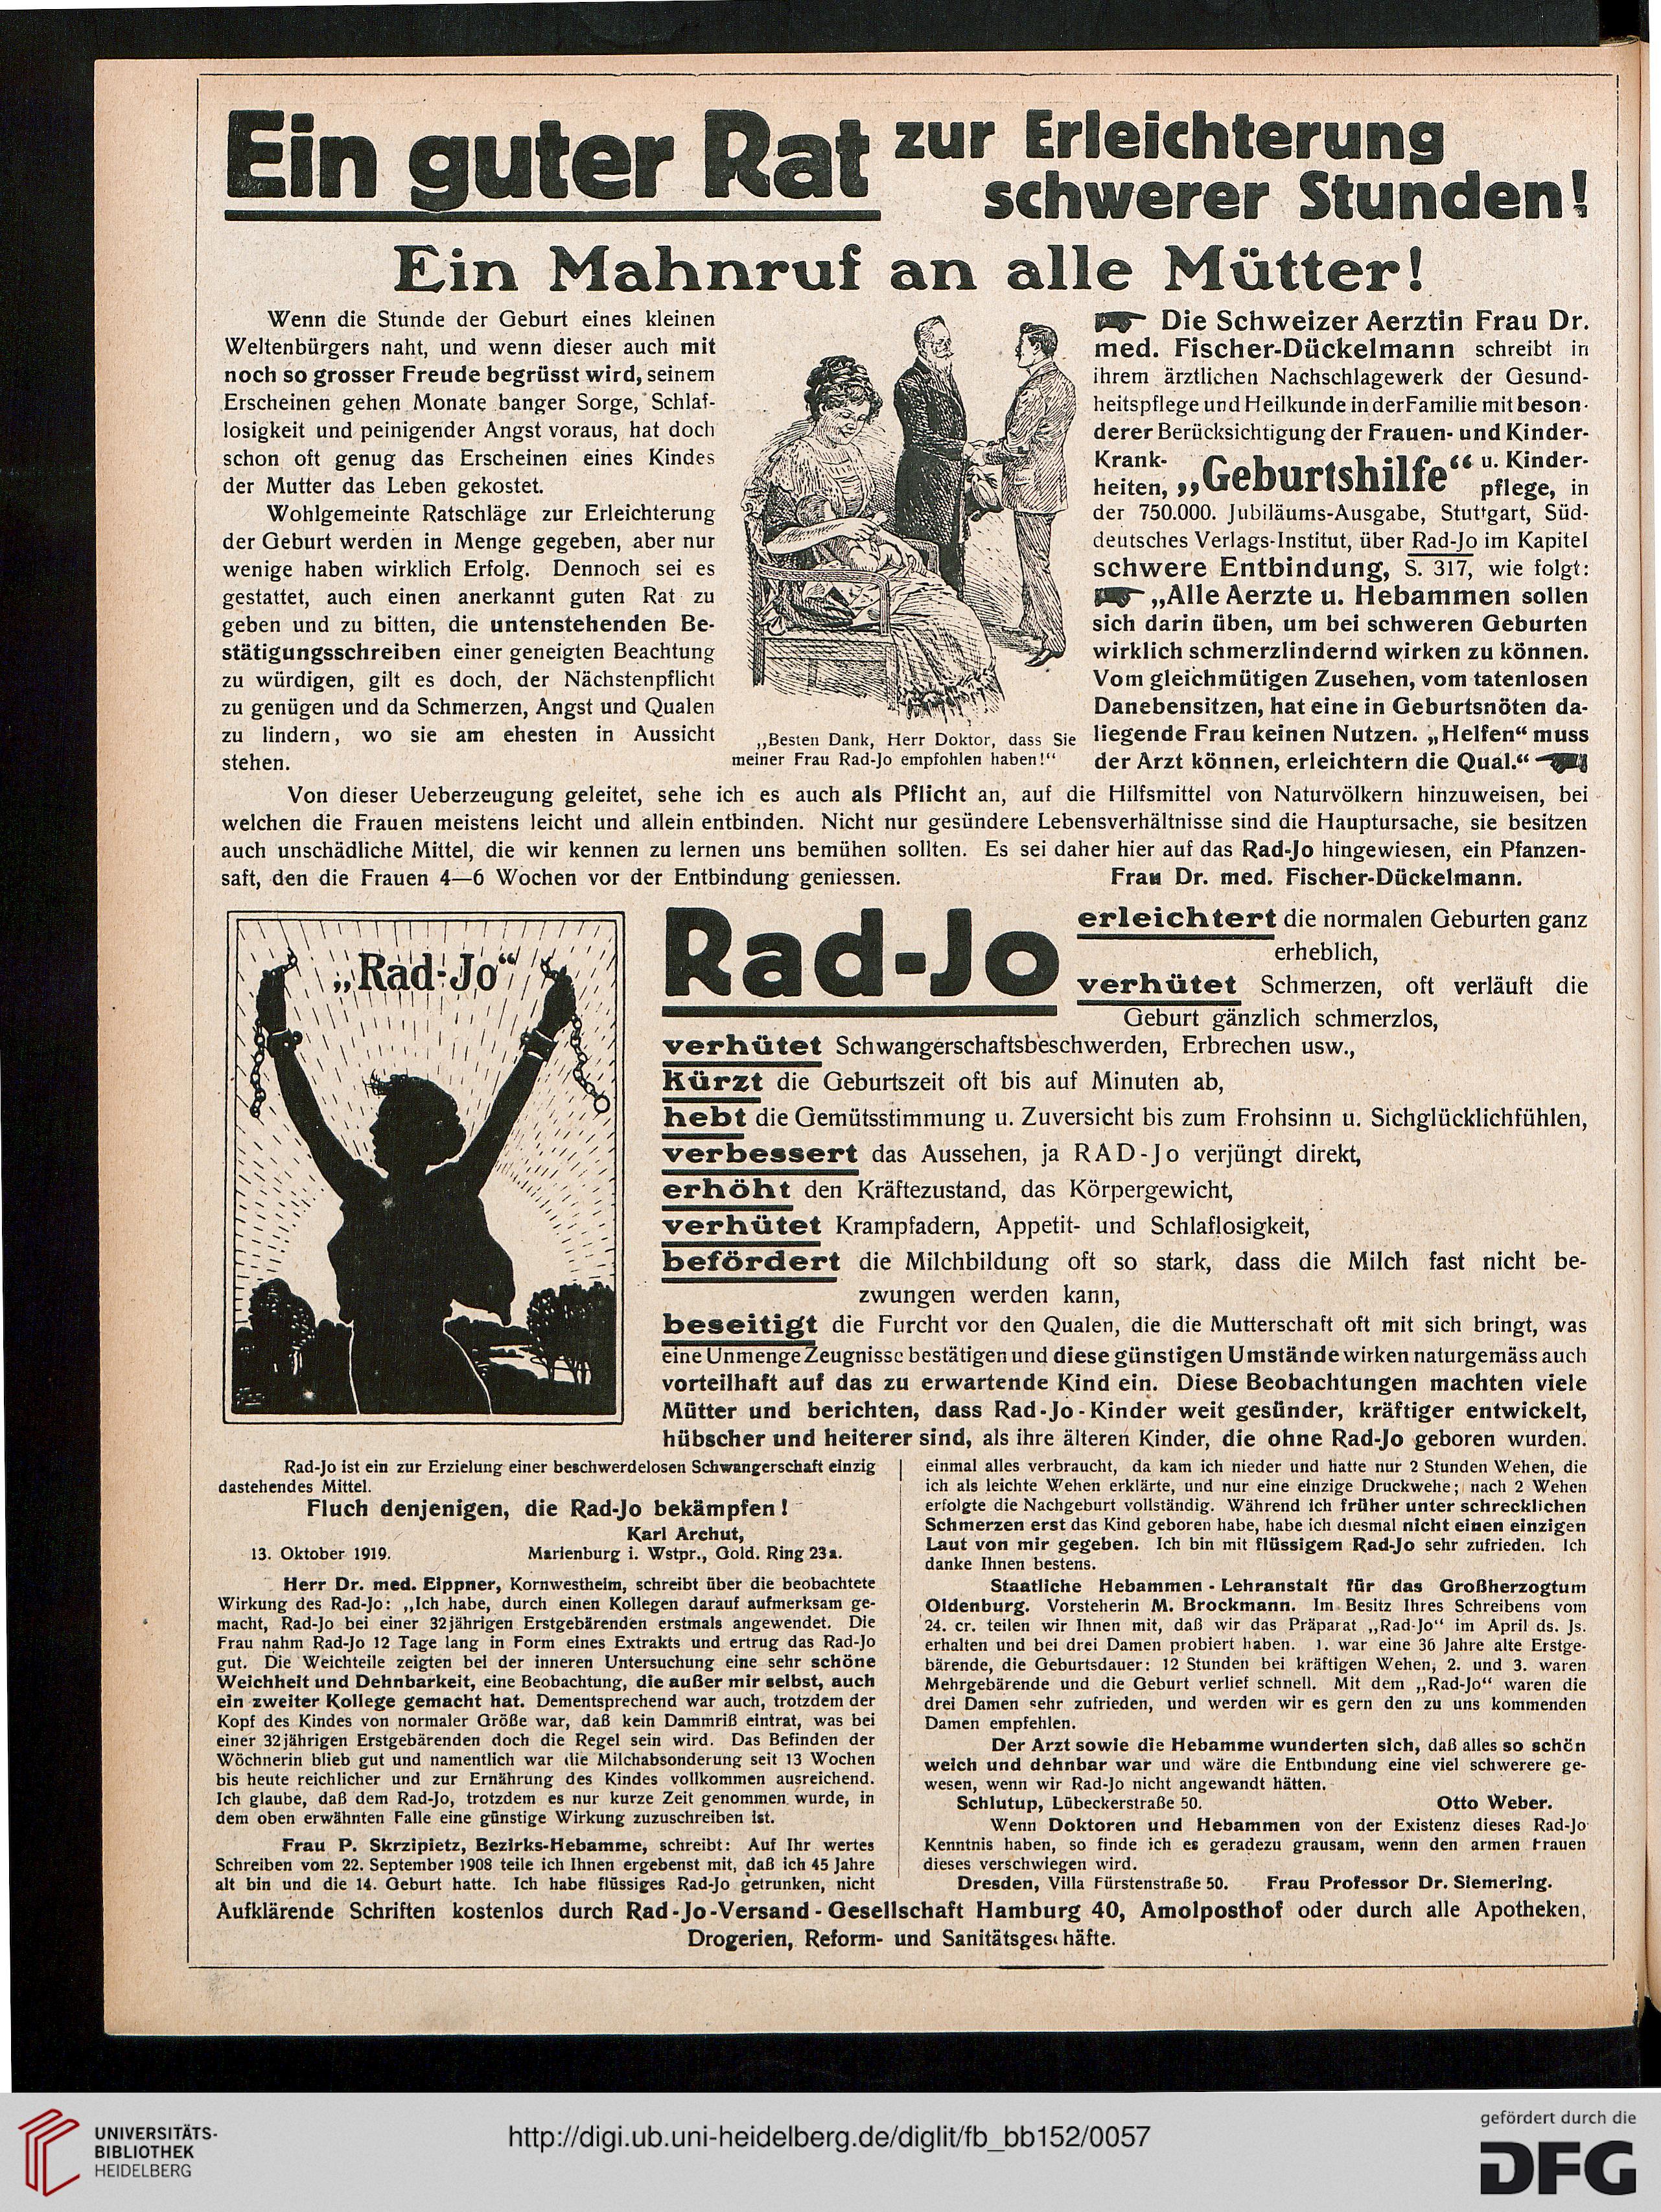 Ein guter Rat zur Erleichterung
schwerer Stunden!
Ein Mahnruf an alle Mütter!
Wenn die Stunde der Geburt eines kleinen
Weltenbürgers naht, und wenn dieser auch mit
noch so grosser Freude begrüsst wird, seinem
Erscheinen gehen Monate banger Sorge, Schlaf-
losigkeit und peinigender Angst voraus, hat doch
schon oft genug das Erscheinen eines Kindes
der Mutter das Leben gekostet.
Wohlgemeinte Ratschläge zur Erleichterung
der Geburt werden in Menge gegeben, aber nur
wenige haben wirklich Erfolg. Dennoch sei es
gestattet, auch einen anerkannt guten Rat zu
geben und zu bitten, die untenstehenden Be-
stätigungsschreiben einer geneigten Beachtung
zu würdigen, gilt es doch, der Nächstenpflicht
zu genügen und da Schmerzen, Angst und Qualen
zu lindern, wo sie am ehesten in Aussicht
stehen.
„Besten Dank, Herr Doktor, dass Sie
meiner Frau Rad-Jo empfohlen haben!“
Die Schweizer Aerztin Frau Dr.
med. Fischer-Dückelmann schreibt in
ihrem ärztlichen Nachschlagewerk der Gesund-
heitspflege und Heilkunde in der Familie mit beson-
derer Berücksichtigung der Frauen- und Kinder-
Krank- „Geburtshilfe“ u. Kinder-
heiten, pflege, in
der 750.000. Jubiläums-Ausgabe, Stuttgart, Süd-
deutsches Verlags-Institut, über Rad-Jo im Kapitel
schwere Entbindung, S. 317, wie folgt:
„Alle Aerzte u. Hebammen sollen
sich darin üben, um bei schweren Geburten
wirklich schmerzlindernd wirken zu können.
Vom gleichmütigen Zusehen, vom tatenlosen
Danebensitzen, hat eine in Geburtsnöten da-
liegende Frau keinen Nutzen. „Helfen“ muss
der Arzt können, erleichtern die Qual.“
Von dieser Ueberzeugung geleitet, sehe ich es auch als Pflicht an, auf die Hilfsmittel von Naturvölkern hinzuweisen, bei
welchen die Frauen meistens leicht und allein entbinden. Nicht nur gesündere Lebensverhältnisse sind die Hauptursache, sie besitzen
auch unschädliche Mittel, die wir kennen zu lernen uns bemühen sollten. Es sei daher hier auf das Rad-Jo hingewiesen, ein Pfanzen-
saft, den die Frauen 4—6 Wochen vor der Entbindung geniessen. Frau Dr. med. Fischer-Dückelmann.
„Rad-Jo“
Rad-Jo erleichtert die normalen Geburten ganz
erheblich,
verhütet Schmerzen, oft verläuft die
Geburt gänzlich schmerzlos,
verhütet Schwangerschaftsbeschwerden, Erbrechen usw.,
kürzt die Geburtszeit oft bis auf Minuten ab,
hebt die Gemütsstimmung u. Zuversicht bis zum Frohsinn u. Sichglücklichfühlen,
verbessert das Aussehen, ja RAD-Jo verjüngt direkt,
erhöht den Kräftezustand, das Körpergewicht,
verhütet Krampfadern, Appetit- und Schlaflosigkeit,
befördert die Milchbildung oft so stark, dass die Milch fast nicht be-
zwungen werden kann,
beseitigt die Furcht vor den Qualen, die die Mutterschaft oft mit sich bringt, was
eine Unmenge Zeugnisse bestätigen und diese günstigen Umstände wirken naturgemäss auch
vorteilhaft auf das zu erwartende Kind ein. Diese Beobachtungen machten viele
Mütter und berichten, dass Rad-Jo-Kinder weit gesünder, kräftiger entwickelt,
hübscher und heiterer sind, als ihre älteren Kinder, die ohne Rad-Jo geboren wurden.
Rad-Jo ist ein zur Erzielung einer beschwerdelosen Schwangerschaft einzig
dastehendes Mittel.
Fluch denjenigen, die Rad-Jo bekämpfen!
Karl Archut,
13. Oktober 1919. Marienburg i. Wstpr., Gold. Ring 23a.
Herr Dr. med. Eippner, Kornwestheim, schreibt über die beobachtete
Wirkung des Rad-Jo: „Ich habe, durch einen Kollegen darauf aufmerksam ge-
macht, Rad-Jo bei einer 32jährigen Erstgebärenden erstmals angewendet. Die
Frau nahm Rad-Jo 12 Tage lang in Form eines Extrakts und ertrug das Rad-Jo
gut. Die Weichteile zeigten bei der inneren Untersuchung eine sehr schöne
Weichheit und Dehnbarkeit, eine Beobachtung, die außer mir selbst, auch
ein zweiter Kollege gemacht hat. Dementsprechend war auch, trotzdem der
Kopf des Kindes von normaler Größe war, daß kein Dammriß eintrat, was bei
einer 32jährigen Erstgebärenden doch die Regel sein wird. Das Befinden der
Wöchnerin blieb gut und namentlich war die Milchabsonderung seit 13 Wochen
bis heute reichlicher und zur Ernährung des Kindes vollkommen ausreichend.
Ich glaube, daß dem Rad-Jo, trotzdem es nur kurze Zeit genommen wurde, in
dem oben erwähnten Falle eine günstige Wirkung zuzuschreiben ist.
Frau P. Skrzipietz, Bezirks-Hebamme, schreibt: Auf Ihr wertes
Schreiben vom 22. September 1908 teile ich Ihnen ergebenst mit, daß ich 45 Jahre
alt bin und die 14. Geburt hatte. Ich habe flüssiges Rad-Jo getrunken, nicht
einmal alles verbraucht, da kam ich nieder und hatte nur 2 Stunden Wehen, die
ich als leichte Wehen erklärte, und nur eine einzige Druckwehe; nach 2 Wehen
erfolgte die Nachgeburt vollständig. Während ich früher unter schrecklichen
Schmerzen erst das Kind geboren habe, habe ich diesmal nicht einen einzigen
Laut von mir gegeben. Ich bin mit flüssigem Rad-Jo sehr zufrieden. Ich
danke Ihnen bestens.
Staatliche Hebammen-Lehranstalt für das Großherzogtum
Oldenburg. Vorsteherin M. Brockmann. Im Besitz Ihres Schreibens vom
24. cr. teilen wir Ihnen mit, daß wir das Präparat „Rad-Jo“ im April ds. Js.
erhalten und bei drei Damen probiert haben. 1. war eine 36 Jahre alte Erstge-
bärende, die Geburtsdauer: 12 Stunden bei kräftigen Wehen, 2. und 3. waren
Mehrgebärende und die Geburt verlief schnell. Mit dem „Rad-Jo“ waren die
drei Damen sehr zufrieden, und werden wir es gern den zu uns kommenden
Damen empfehlen.
Der Arzt sowie die Hebamme wunderten sich, daß alles so schön
weich und dehnbar war und wäre die Entbindung eine viel schwerere ge-
wesen, wenn wir Rad-Jo nicht angewandt hätten.
Schlutup, Lübeckerstraße 50. Otto Weber.
Wenn Doktoren und Hebammen von der Existenz dieses Rad-Jo
Kenntnis haben, so finde ich es geradezu grausam, wenn den armen Frauen
dieses verschwiegen wird.
Dresden, Villa Fürstenstraße 50. Frau Professor Dr. Siemering.
Aufklärende Schriften kostenlos durch Rad-Jo-Versand-Gesellschaft Hamburg 40, Amolposthof oder durch alle Apotheken,
Drogerien, Reform- und Sanitätsgeschäfte.
UNIVERSITÄTS-
BIBLIOTHEK
HEIDELBERG
http://digi.ub.uni-heidelberg.de/diglit/fb_bb152/0057
gefördert durch die
DFG